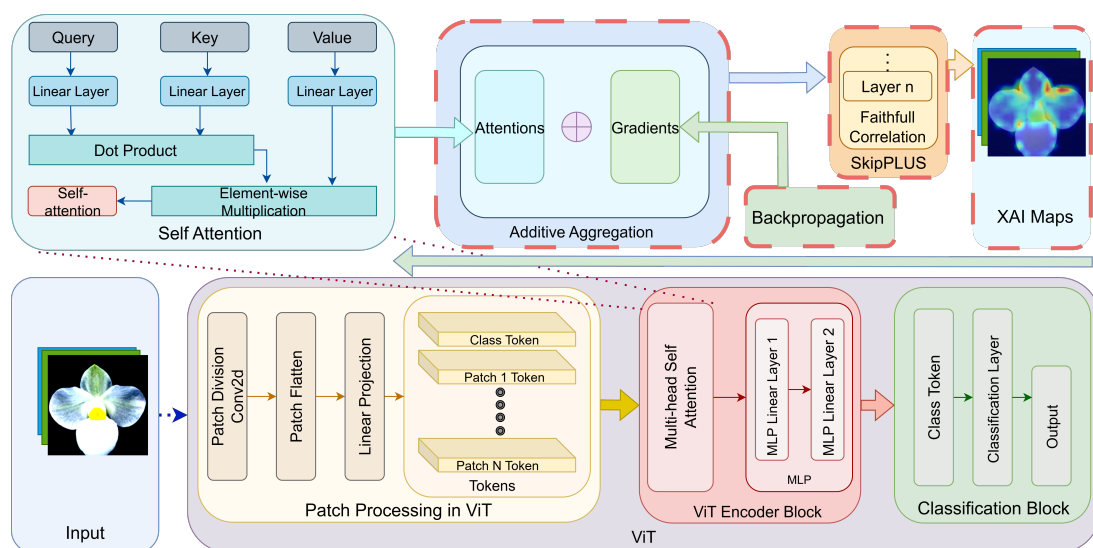 Query
Key
Value
Linear Layer
Linear Layer
Linear Layer
Dot Product
Self-
attention
Element-wise
Multiplication
Self Attention
Attentions
Gradients
Additive Aggregation
Backpropagation
⋮
Layer n
Faithfull
Correlation
SkipPLUS
XAI Maps
Input
Patch Division
Conv2d
Patch Flatten
Linear Projection
Class Token
Patch 1 Token
Patch N Token
Tokens
Patch Processing in ViT
Multi-head Self
Attention
MLP Linear Layer 1
MLP Linear Layer 2
MLP
ViT Encoder Block
Class Token
Classification Layer
Output
Classification Block
ViT